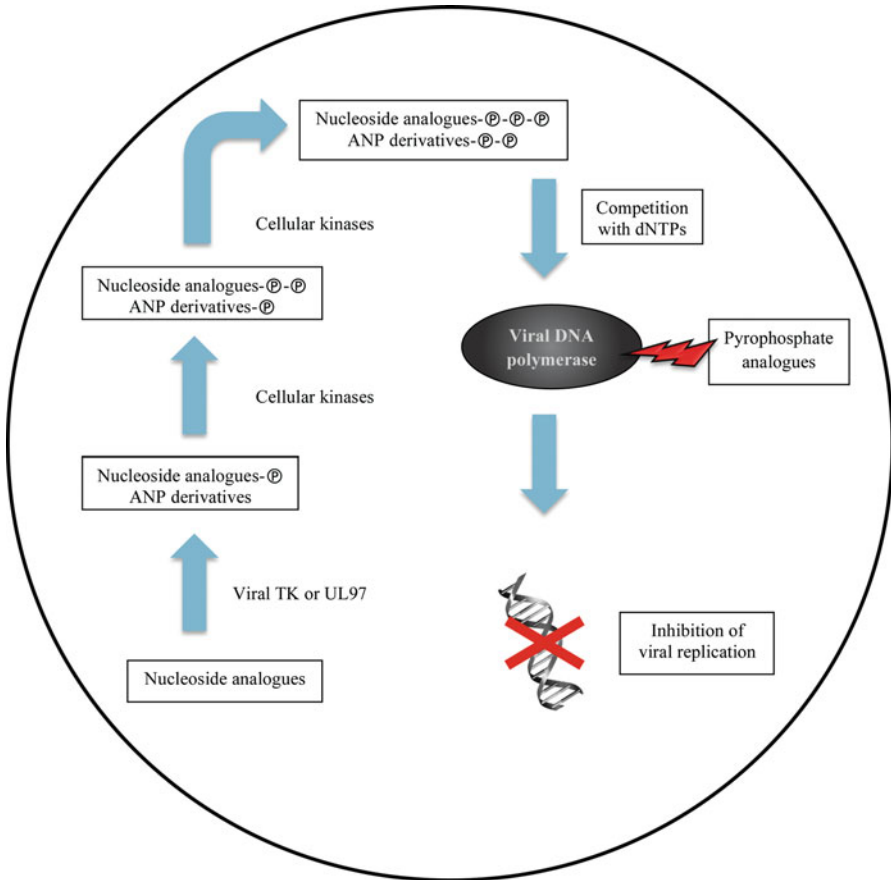 Nucleoside analogues-Ⓟ-Ⓟ-Ⓟ
ANP derivatives-Ⓟ-Ⓟ
Cellular kinases
Competition
with dNTPs
Nucleoside analogues-Ⓟ-Ⓟ
ANP derivatives-Ⓟ
Viral DNA
polymerase
Pyrophosphate
analogues
Cellular kinases
Nucleoside analogues-Ⓟ
ANP derivatives
Viral TK or UL97
Inhibition of
viral replication
Nucleoside analogues